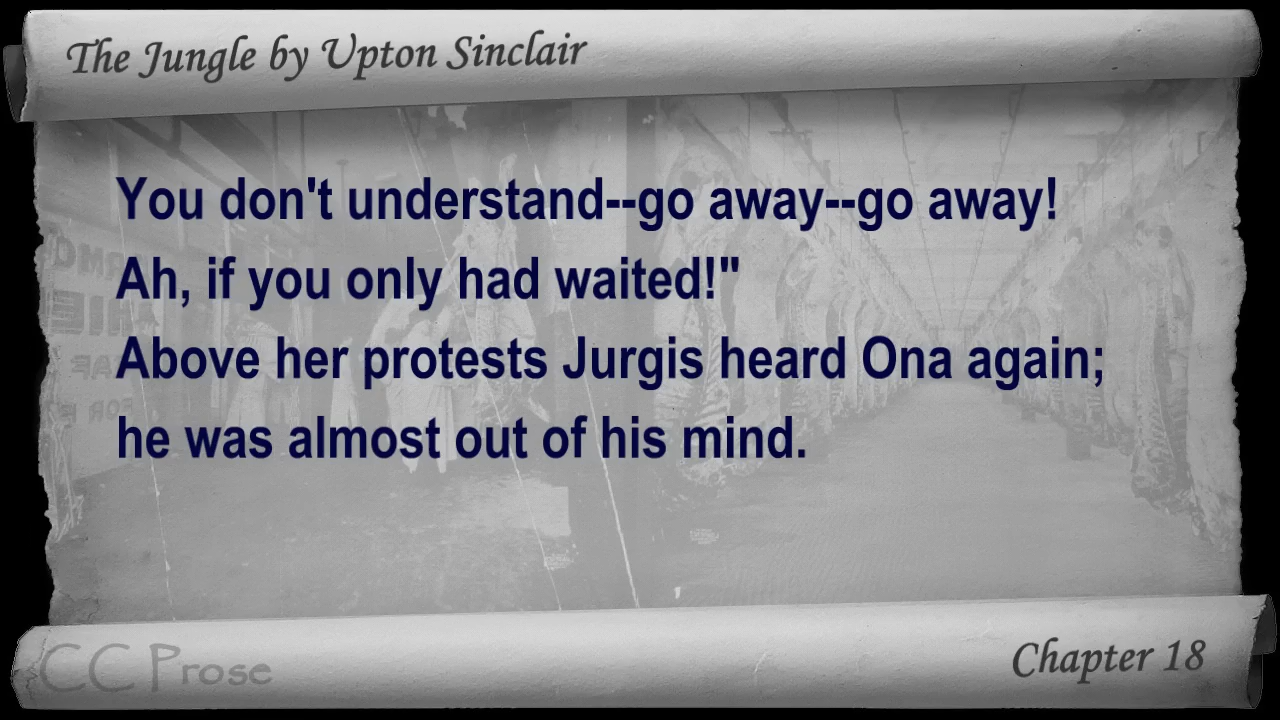 The Jungle by Upton Sinclair
You don't understand--go away--go away!
Ah, if you only had waited!"
Above her protests Jurgis heard Ona again;
he was almost out of his mind.
CC Prose
Chapter 18